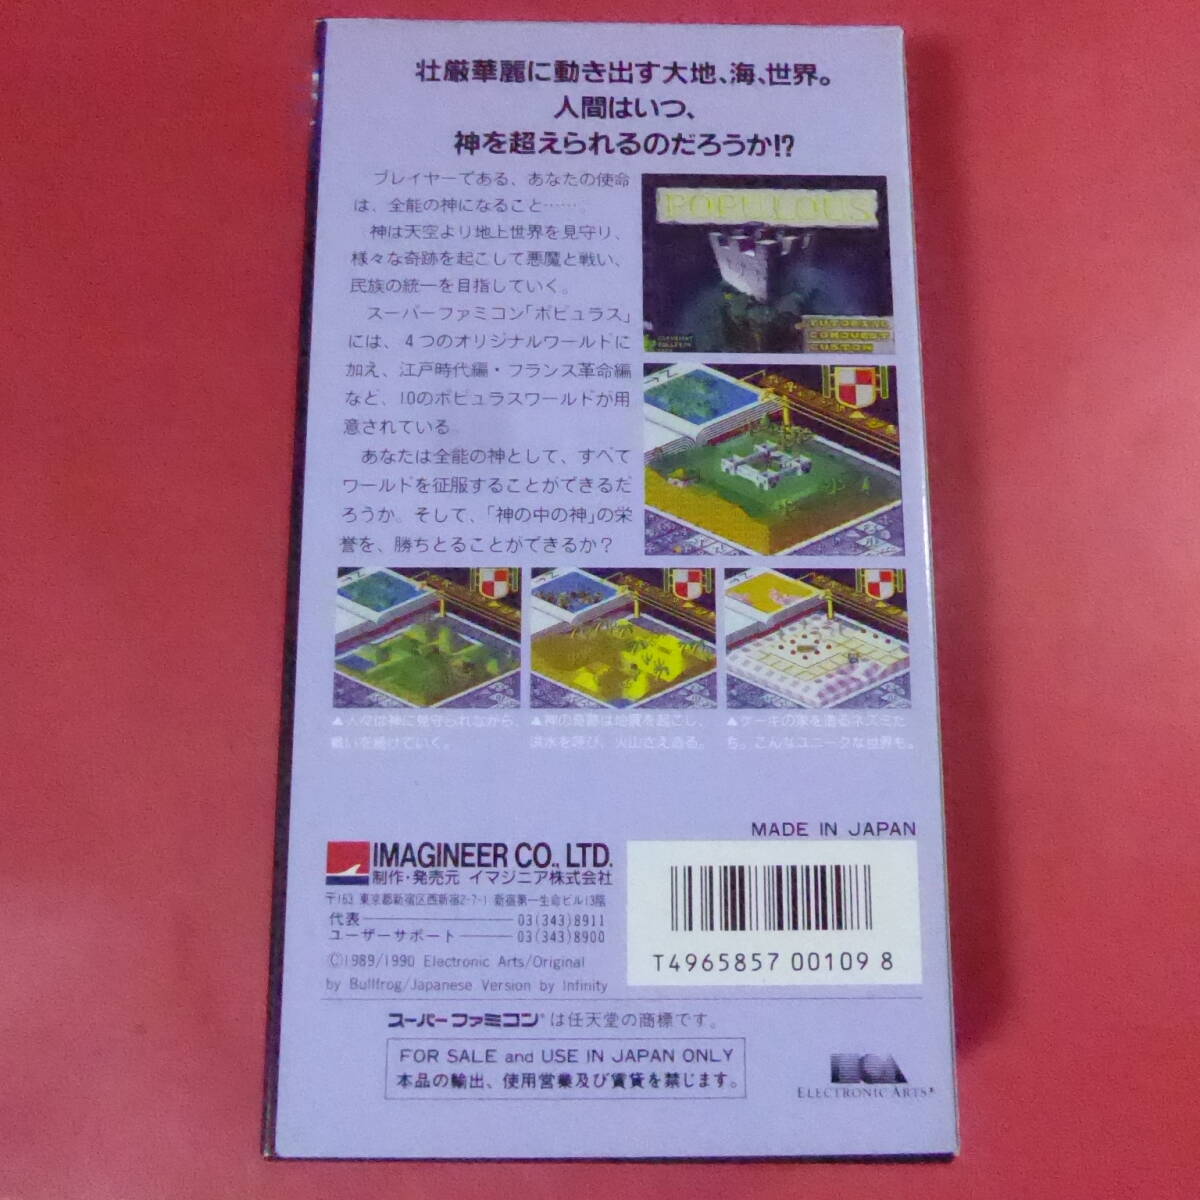 壮厳華麗に動き出す大地、海、世界。
人間はいつ、
神を超えられるのだろうか!?
プレイヤーである、あなたの使命
は、全能の神になること……。
神は天空より地上世界を見守り、
様々な奇跡を起こして悪魔と戦い、
民族の統一を目指していく。
スーパーファミコン「ポピュラス」
には、4つのオリジナルワールドに
加え、江戸時代編・フランス革命編
など、10のポピュラスワールドが用
意されている。
あなたは全能の神として、すべて
ワールドを征服することができるだ
ろうか。そして、「神の中の神」の栄
誉を、勝ちとることができるか?
POPULOUS
TUTORIAL
CONQUEST
CUSTOM
▲人々は神に見守られながら、
戦いを続けていく。
▲神の奇跡は地震を起こし、
洪水を呼び、火山さえ造る。
▲ケーキの家を造るネズミた
ち。こんなユニークな世界も。
MADE IN JAPAN
IMAGINEER CO., LTD.
制作・発売元 イマジニア株式会社
〒163 東京都新宿区西新宿2-7-1 新宿第一生命ビル13階
代表 03(343)8911
ユーザーサポート 03(343)8900
©1989/1990 Electronic Arts/Original
by Bullfrog/Japanese Version by Infinity
T4965857 00109 8
スーパーファミコン®は任天堂の商標です。
FOR SALE and USE IN JAPAN ONLY
本品の輸出、使用営業及び賃貸を禁じます。
ELECTRONIC ARTS®